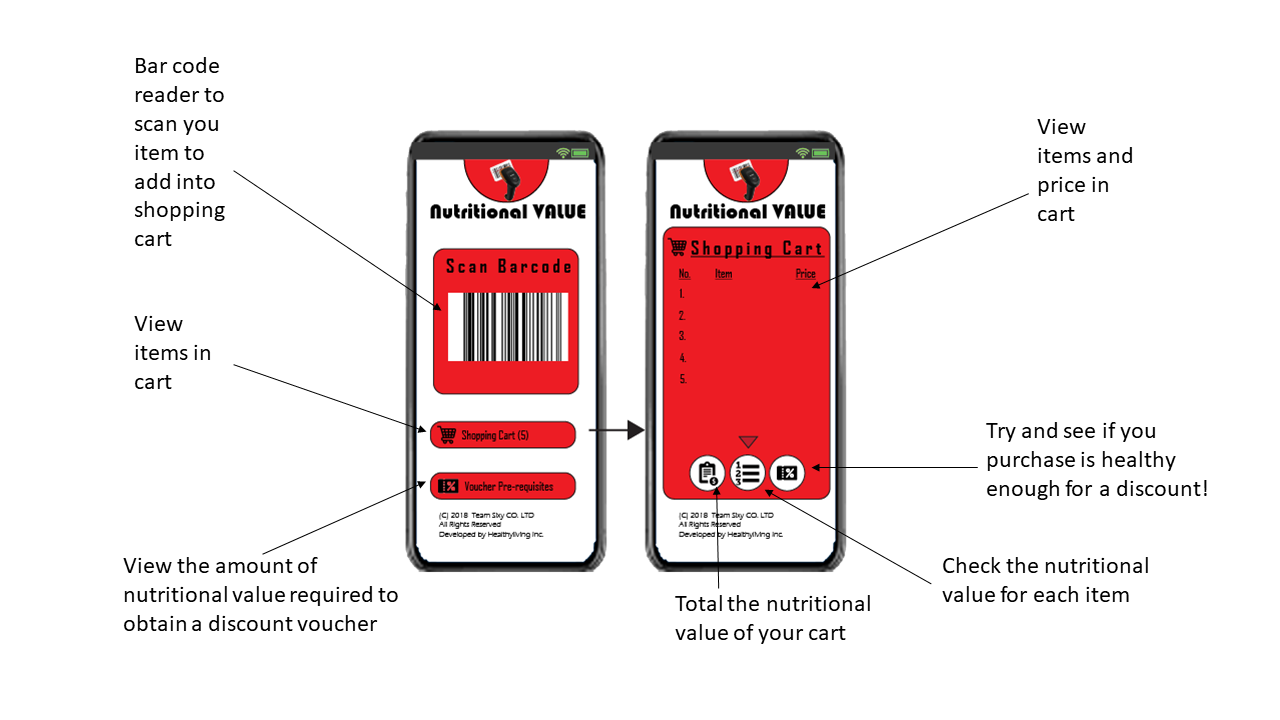 Bar code
reader to
scan you
item to
add into
shopping
cart
View
items in
cart
View the amount of
nutritional value required to
obtain a discount voucher
Nutritional VALUE
Scan Barcode
Shopping Cart (5)
Voucher Pre-requisites
(C) 2018 Team Sixy CO. LTD
All Rights Reserved
Developed by Healthyliving Inc.
Nutritional VALUE
Shopping Cart
No. Item Price
1.
2.
3.
4.
5.
1
2
3
(C) 2018 Team Sixy CO. LTD
All Rights Reserved
Developed by Healthyliving Inc.
View
items and
price in
cart
Try and see if you
purchase is healthy
enough for a discount!
Check the nutritional
value for each item
Total the nutritional
value of your cart